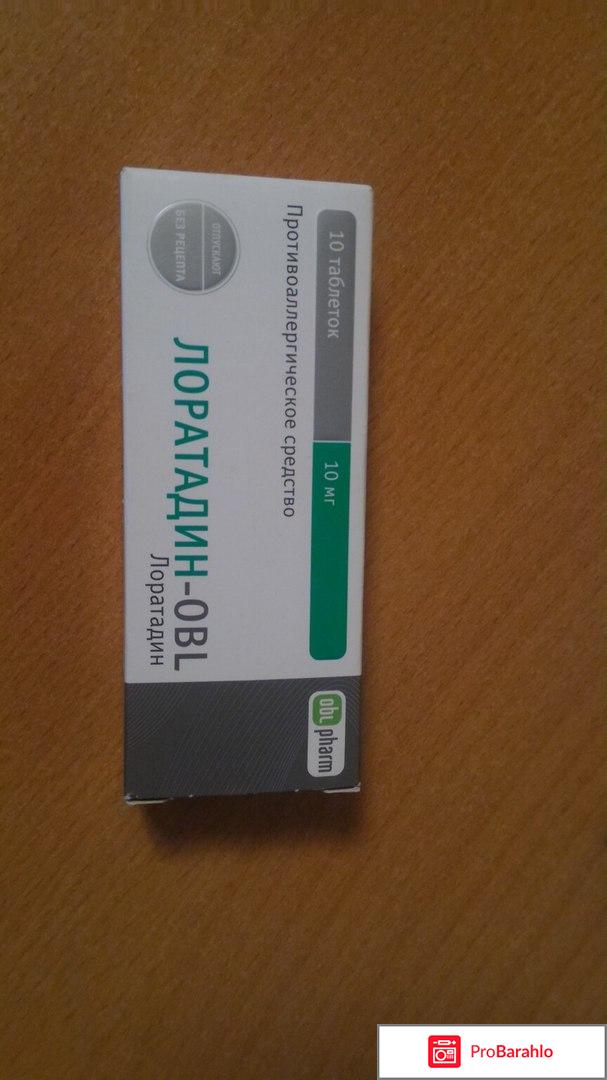 10 таблеток
10 мг
Противоаллергическое средство
ОТПУСКАЮТ
БЕЗ РЕЦЕПТА
ЛОРАТАДИН-OBL
Лоратадин
obl pharm
ProBarahlo